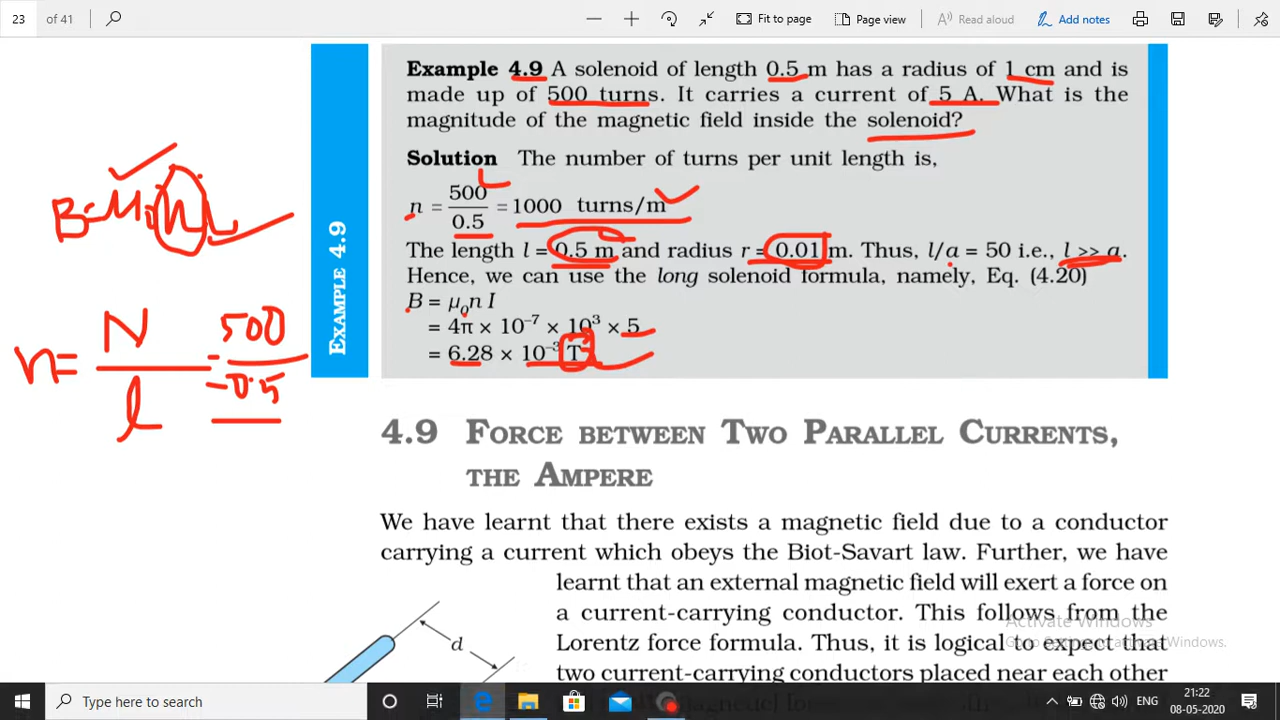 23 of 41 Fit to page Page view Read aloud Add notes
Example 4.9 A solenoid of length 0.5 m has a radius of 1 cm and is
made up of 500 turns. It carries a current of 5 A. What is the
magnitude of the magnetic field inside the solenoid?
Solution The number of turns per unit length is,
n = 500/0.5 = 1000 turns/m
The length l = 0.5 m and radius r = 0.01 m. Thus, l/a = 50 i.e., l >> a.
Hence, we can use the long solenoid formula, namely, Eq. (4.20)
B = μ₀n I
= 4π × 10⁻⁷ × 10³ × 5
= 6.28 × 10⁻³ T
EXAMPLE 4.9
n = N/l = 500/0.5
4.9 FORCE BETWEEN TWO PARALLEL CURRENTS,
THE AMPERE
We have learnt that there exists a magnetic field due to a conductor
carrying a current which obeys the Biot-Savart law. Further, we have
learnt that an external magnetic field will exert a force on
a current-carrying conductor. This follows from the
Lorentz force formula. Thus, it is logical to expect that
two current-carrying conductors placed near each other
d
Activate Windows
Go to Settings to activate Windows.
Type here to search
ENG
21:22
08-05-2020